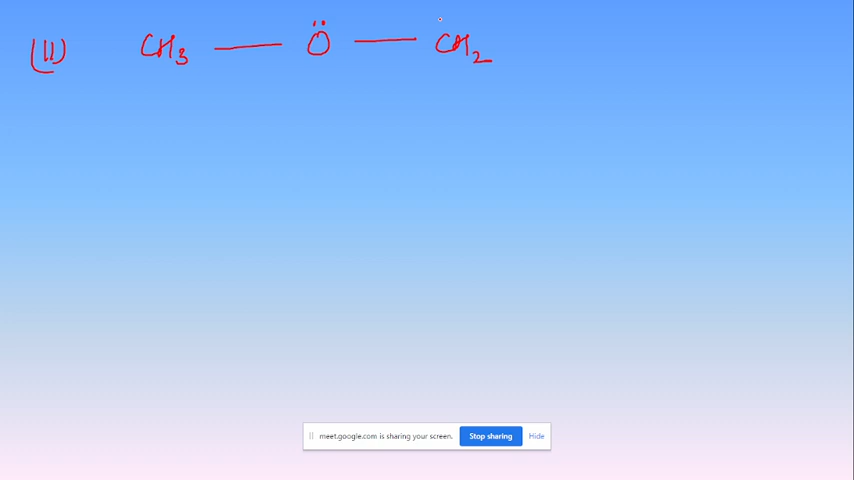 (II) CH3 — Ö — CH2
meet.google.com is sharing your screen. Stop sharing Hide